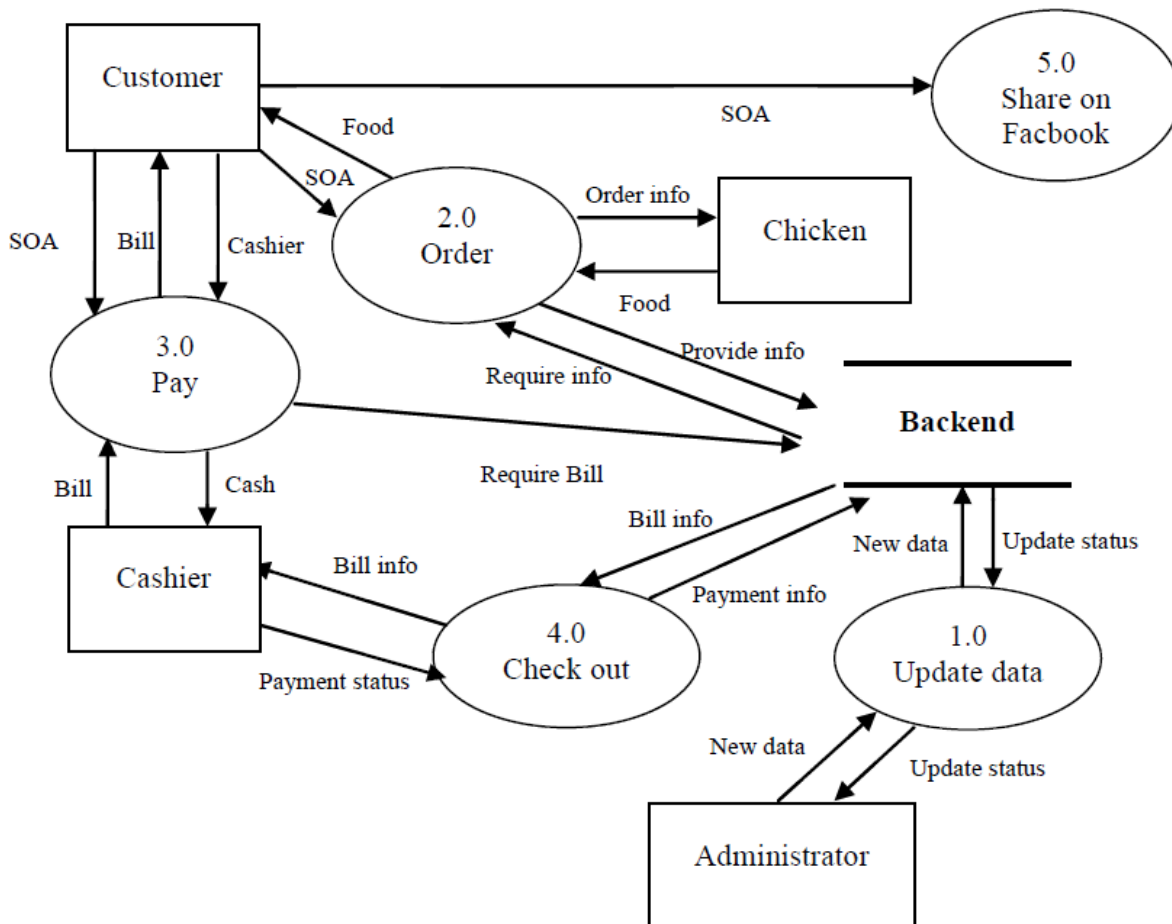 Customer
5.0
Share on
Facbook
SOA
Food
SOA
Order info
2.0
Order
Chicken
SOA
Bill
Cashier
Food
3.0
Pay
Provide info
Require info
Backend
Require Bill
Bill
Cash
Bill info
New data
Update status
Cashier
Bill info
Payment info
4.0
Check out
1.0
Update data
Payment status
New data
Update status
Administrator